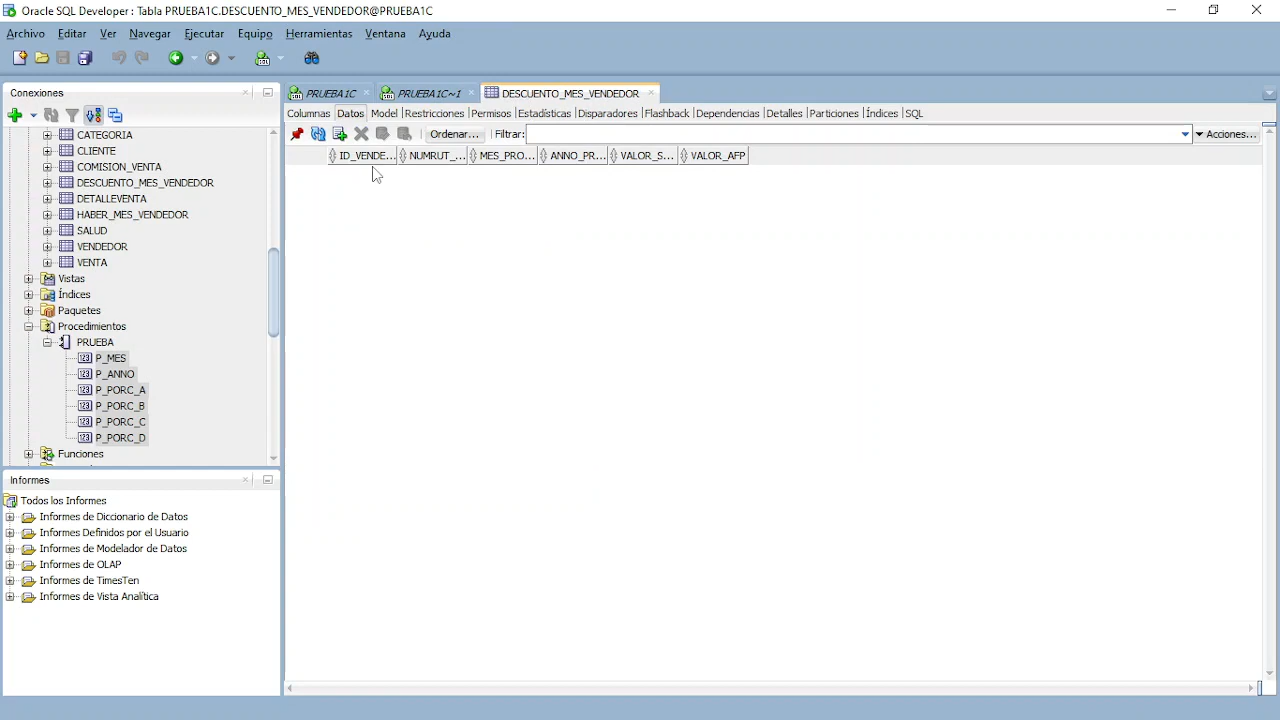 Oracle SQL Developer : Tabla PRUEBA1C.DESCUENTO_MES_VENDEDOR@PRUEBA1C
Archivo Editar Ver Navegar Ejecutar Equipo Herramientas Ventana Ayuda
Conexiones
CATEGORIA
CLIENTE
COMISION_VENTA
DESCUENTO_MES_VENDEDOR
DETALLEVENTA
HABER_MES_VENDEDOR
SALUD
VENDEDOR
VENTA
Vistas
Índices
Paquetes
Procedimientos
PRUEBA
P_MES
P_ANNO
P_PORC_A
P_PORC_B
P_PORC_C
P_PORC_D
Funciones
Informes
Todos los Informes
Informes de Diccionario de Datos
Informes Definidos por el Usuario
Informes de Modelador de Datos
Informes de OLAP
Informes de TimesTen
Informes de Vista Analítica
PRUEBA1C PRUEBA1C~1 DESCUENTO_MES_VENDEDOR
Columnas Datos Model Restricciones Permisos Estadísticas Disparadores Flashback Dependencias Detalles Particiones Índices SQL
Ordenar... Filtrar: Acciones...
ID_VENDE... NUMRUT_... MES_PRO... ANNO_PR... VALOR_S... VALOR_AFP